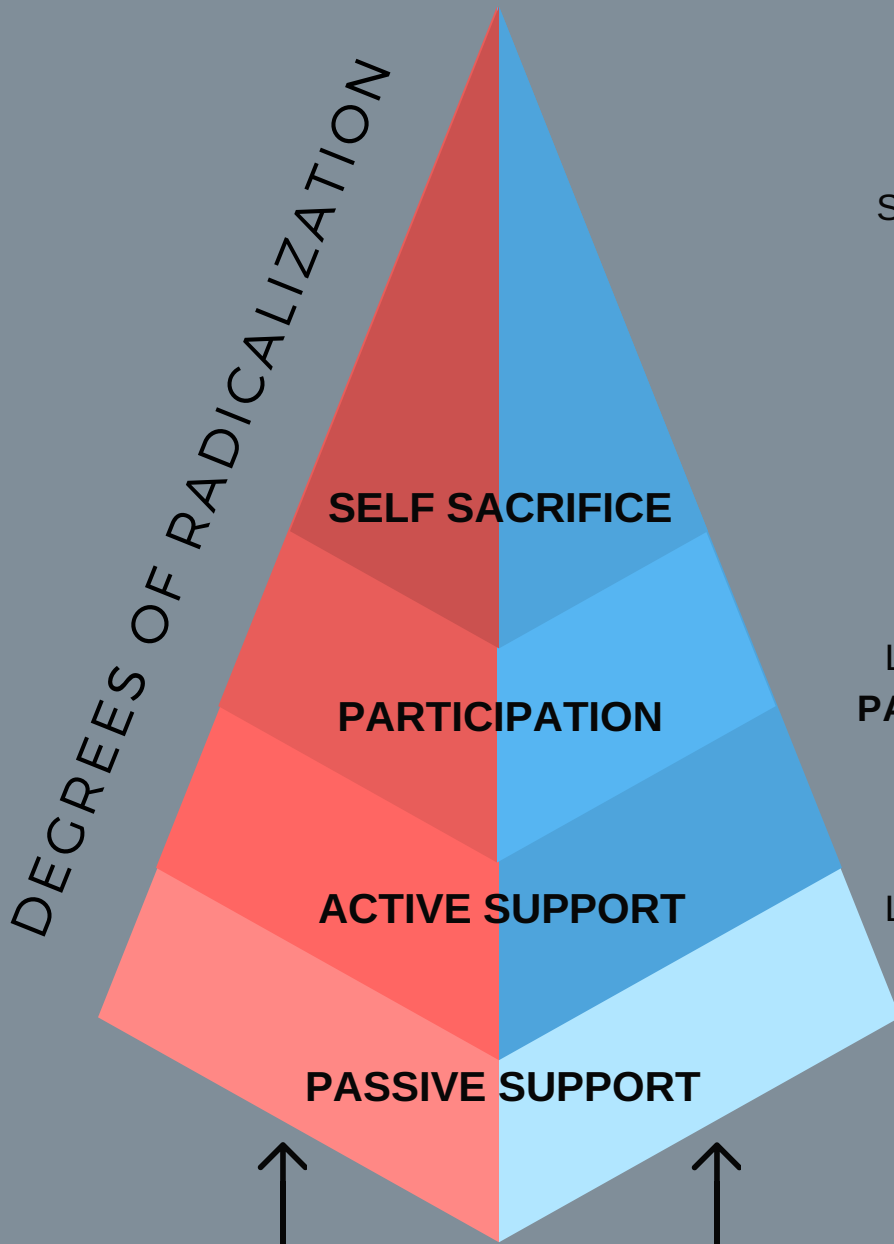 DEGREES OF RADICALIZATION
SELF SACRIFICE
PARTICIPATION
ACTIVE SUPPORT
PASSIVE SUPPORT